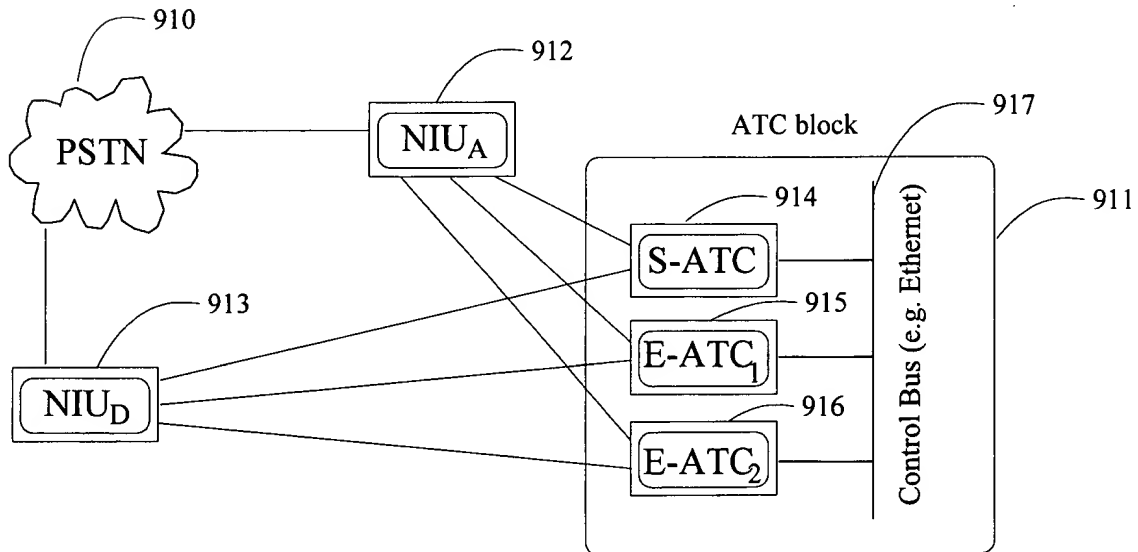 910
912
917
PSTN
NIU_A
ATC block
914
911
S-ATC
913
915
E-ATC_1
NIU_D
916
E-ATC_2
Control Bus (e.g. Ethernet)